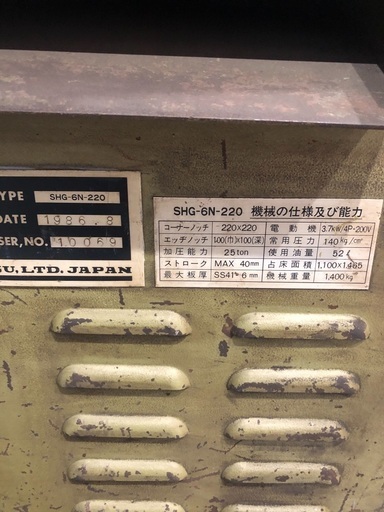 TYPE SHG-6N-220
DATE 1986.8
SER, NO. 10069
LTD. JAPAN
SHG-6N-220 機械の仕様及び能力
コーナーノッチ 220×220 電動機 3.7kW/4P・200V
エッヂノッチ 100(巾)×100(深) 常用圧力 140kg/cm
加圧能力 25ton 使用油量 52ℓ
ストローク MAX 40mm 占床面積 1,100×1,465
最大板厚 SS41 6mm 機械重量 1,400kg